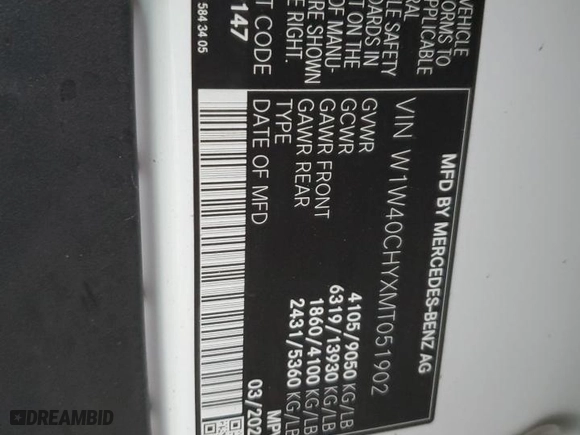 VEHICLE
FORMS TO
APPLICABLE
LE SAFETY
DARDS IN
T ON THE
OF MANU-
RE SHOWN
E RIGHT.
T CODE
147
584 34 05
MFD BY MERCEDES-BENZ AG
VIN W1W40CHYXMT051902
GVWR 4105/9050 KG/LB
GCWR 6319/13930 KG/LB
GAWR FRONT 1860/4100 KG/LB
GAWR REAR 2431/5360 KG/LB
TYPE MPV
DATE OF MFD 03/202
DREAMBID